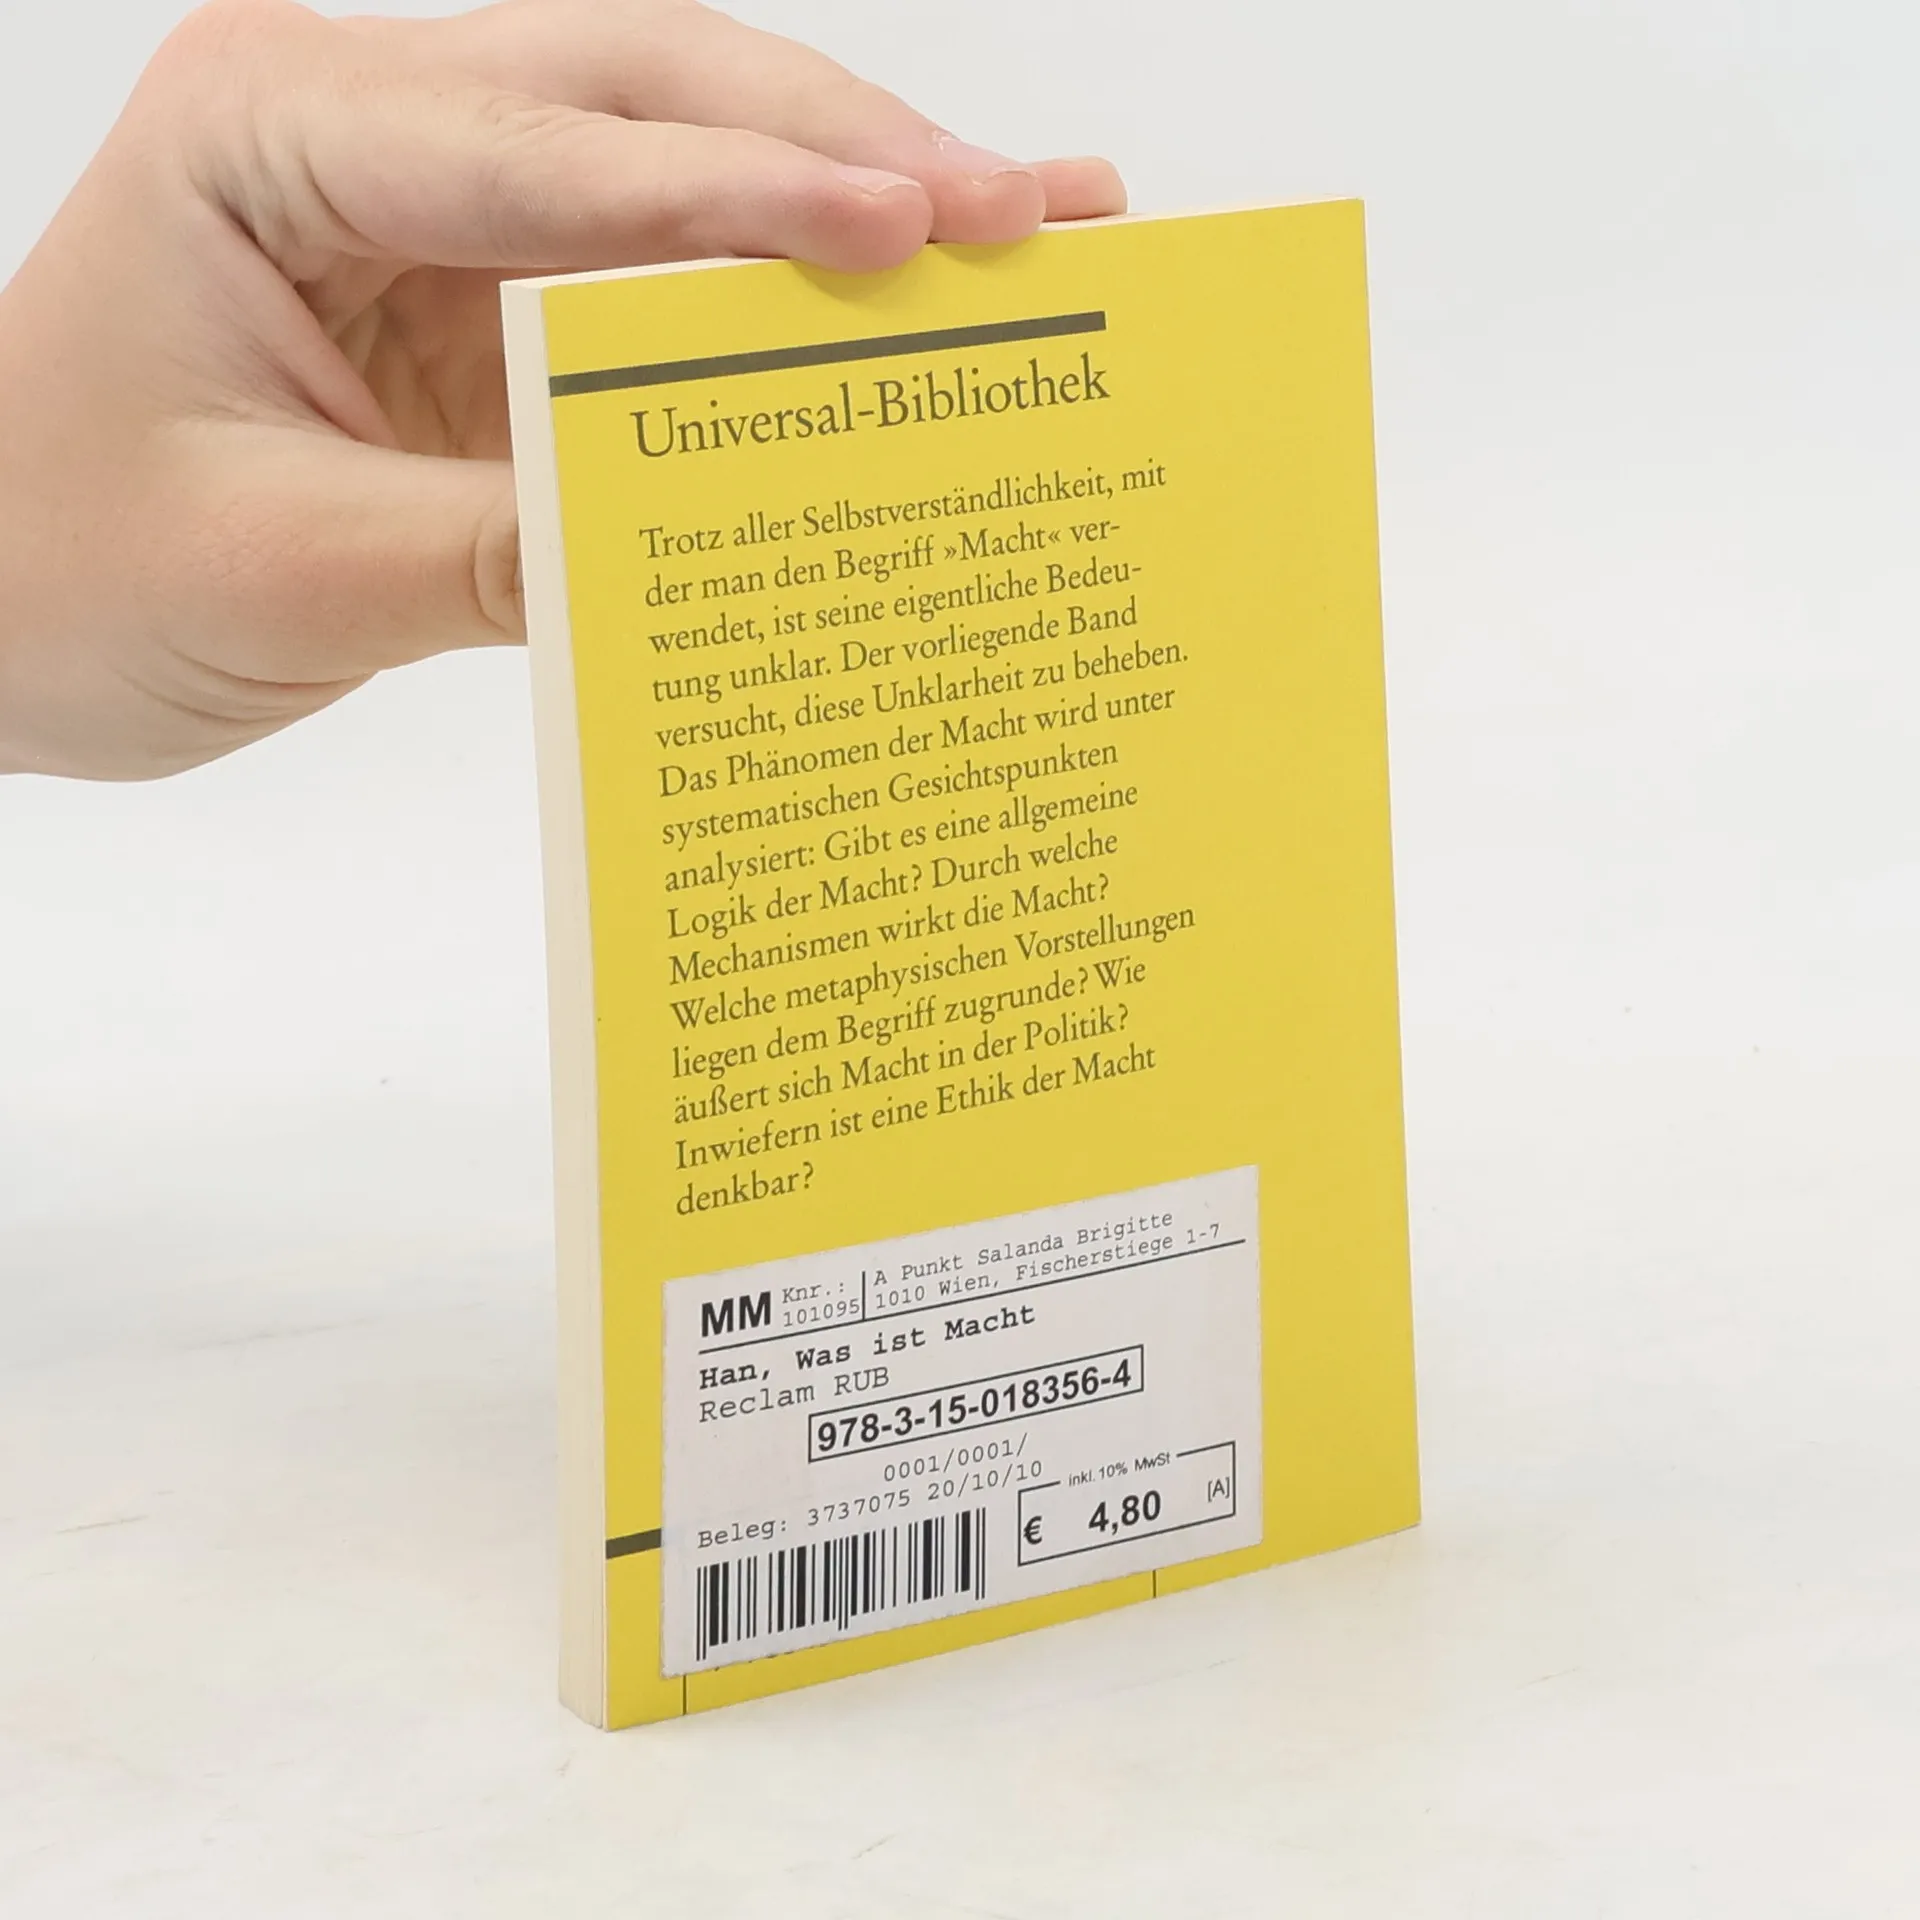 Universal-Bibliothek
Trotz aller Selbstverständlichkeit, mit
der man den Begriff »Macht« ver-
wendet, ist seine eigentliche Bedeu-
tung unklar. Der vorliegende Band
versucht, diese Unklarheit zu beheben.
Das Phänomen der Macht wird unter
systematischen Gesichtspunkten
analysiert: Gibt es eine allgemeine
Logik der Macht? Durch welche
Mechanismen wirkt die Macht?
Welche metaphysischen Vorstellungen
liegen dem Begriff zugrunde? Wie
äußert sich Macht in der Politik?
Inwiefern ist eine Ethik der Macht
denkbar?
MM
Knr.:
101095
A Punkt Salanda Brigitte
1010 Wien, Fischerstiege 1-7
Han, Was ist Macht
Reclam RUB
978-3-15-018356-4
0001/0001/
Beleg: 3737075 20/10/10
inkl. 10% MwSt
€ 4,80 [A]